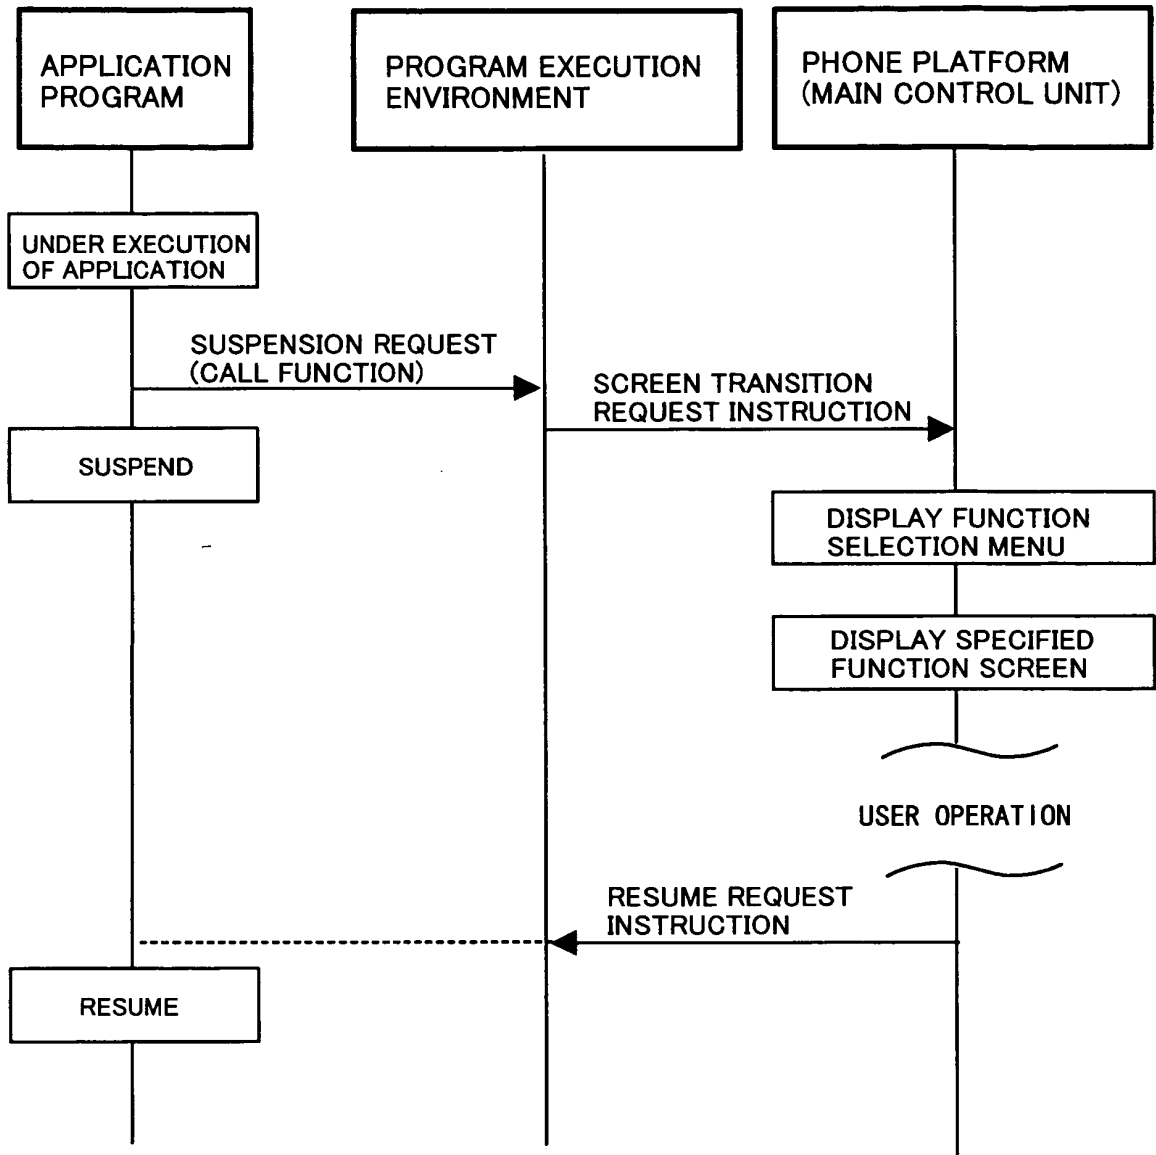 APPLICATION
PROGRAM
PROGRAM EXECUTION
ENVIRONMENT
PHONE PLATFORM
(MAIN CONTROL UNIT)
UNDER EXECUTION
OF APPLICATION
SUSPENSION REQUEST
(CALL FUNCTION)
SCREEN TRANSITION
REQUEST INSTRUCTION
SUSPEND
DISPLAY FUNCTION
SELECTION MENU
DISPLAY SPECIFIED
FUNCTION SCREEN
USER OPERATION
RESUME REQUEST
INSTRUCTION
RESUME